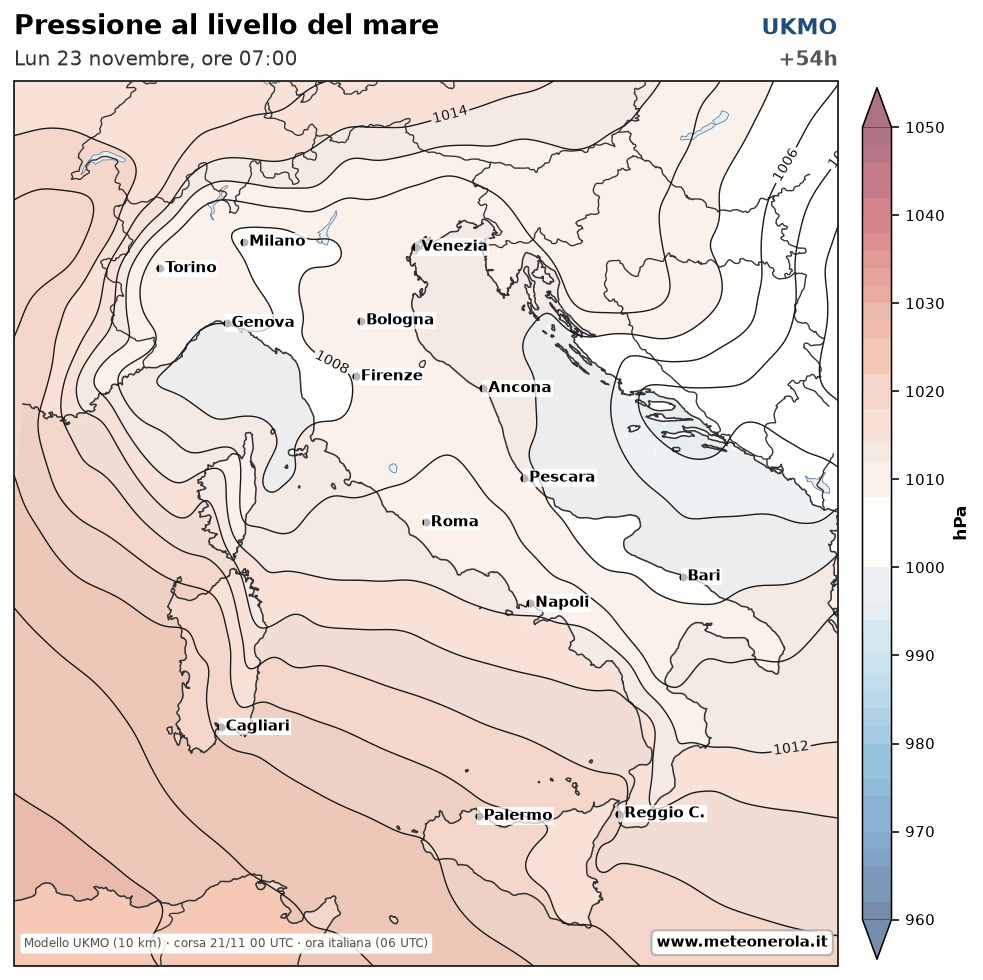 Pressione al livello del mare
UKMO
Lun 23 novembre, ore 07:00
+54h
1014
1006
Milano
Venezia
Torino
Genova
Bologna
1008
Firenze
Ancona
Pescara
Roma
Bari
Napoli
Cagliari
1012
Palermo
Reggio C.
1050
1040
1030
1020
1010
1000
990
980
970
960
hPa
Modello UKMO (10 km) · corsa 21/11 00 UTC · ora italiana (06 UTC)
www.meteonerola.it